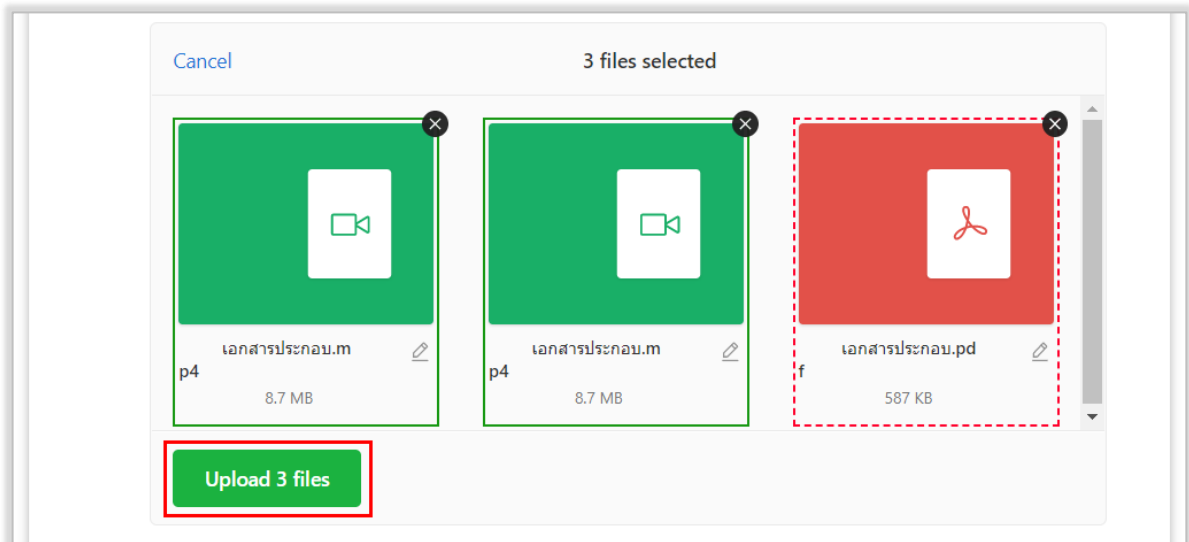 Cancel
3 files selected
เอกสารประกอบ.m
p4
8.7 MB
เอกสารประกอบ.m
p4
8.7 MB
เอกสารประกอบ.pd
f
587 KB
Upload 3 files